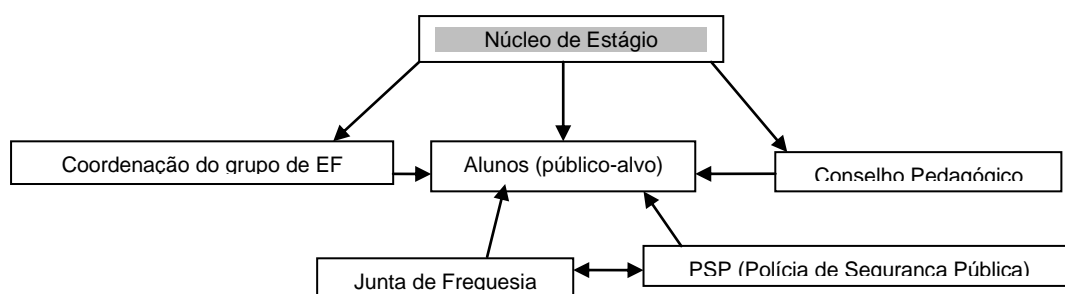 Núcleo de Estágio
Coordenação do grupo de EF
Alunos (público-alvo)
Conselho Pedagógico
Junta de Freguesia
PSP (Polícia de Segurança Pública)